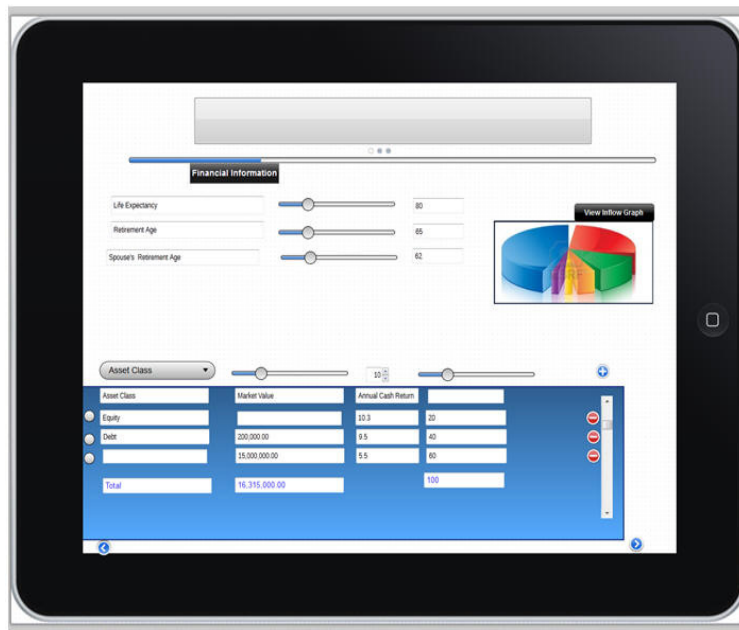 Financial Information
Life Expectancy 80
Retirement Age 65
Spouse's Retirement Age 62
View Inflow Graph
Asset Class 10
Asset Class Market Value Annual Cash Return
Equity 10.3 20
Debt 200,000.00 9.5 40
15,000,000.00 5.5 60
Total 16,315,000.00 100